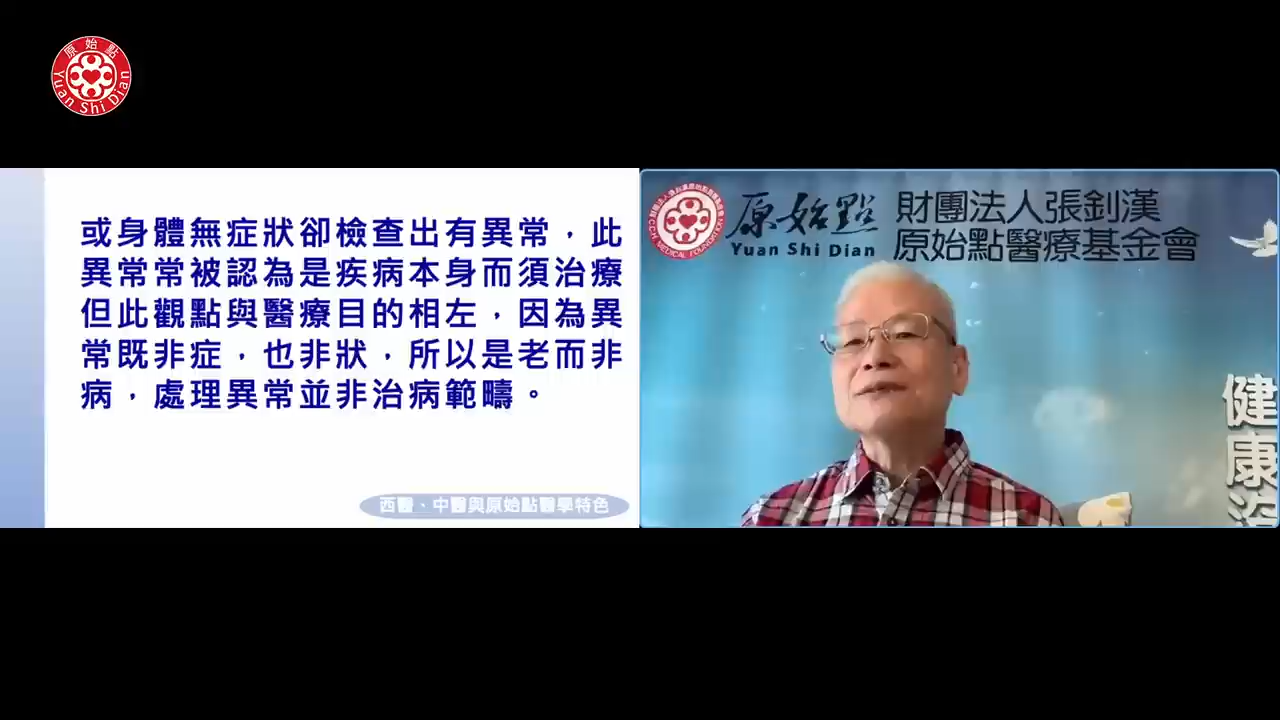 原始點
Yuan Shi Dian
或身體無症狀卻檢查出有異常，此
異常常被認為是疾病本身而須治療
但此觀點與醫療目的相左，因為異
常既非症，也非狀，所以是老而非
病，處理異常並非治病範疇。
西醫、中醫與原始點醫學特色
原始點
Yuan Shi Dian
財團法人張釗漢
原始點醫療基金會
健康